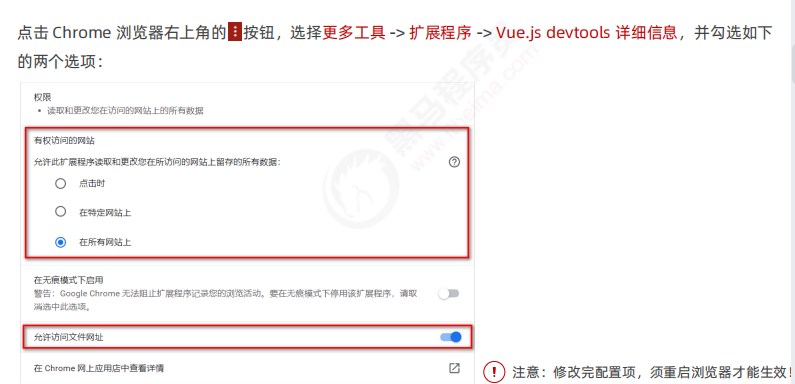 点击 Chrome 浏览器右上角的 按钮，选择更多工具 -> 扩展程序 -> Vue.js devtools 详细信息，并勾选如下
的两个选项：
权限
• 读取和更改您在访问的网站上的所有数据
有权访问的网站
允许此扩展程序读取和更改您在所访问的网站上留存的所有数据：
点击时
在特定网站上
在所有网站上
在无痕模式下启用
警告：Google Chrome 无法阻止扩展程序记录您的浏览活动。要在无痕模式下停用该扩展程序，请取
消选中此选项。
允许访问文件网址
在 Chrome 网上应用店中查看详情
注意：修改完配置项，须重启浏览器才能生效！
黑马程序员
www.itheima.com